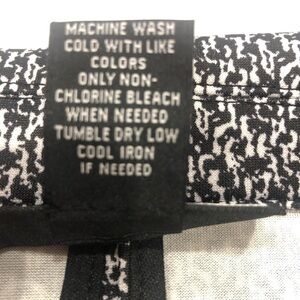 MACHINE WASH
COLD WITH LIKE
COLORS
ONLY NON-
CHLORINE BLEACH
WHEN NEEDED
TUMBLE DRY LOW
COOL IRON
IF NEEDED